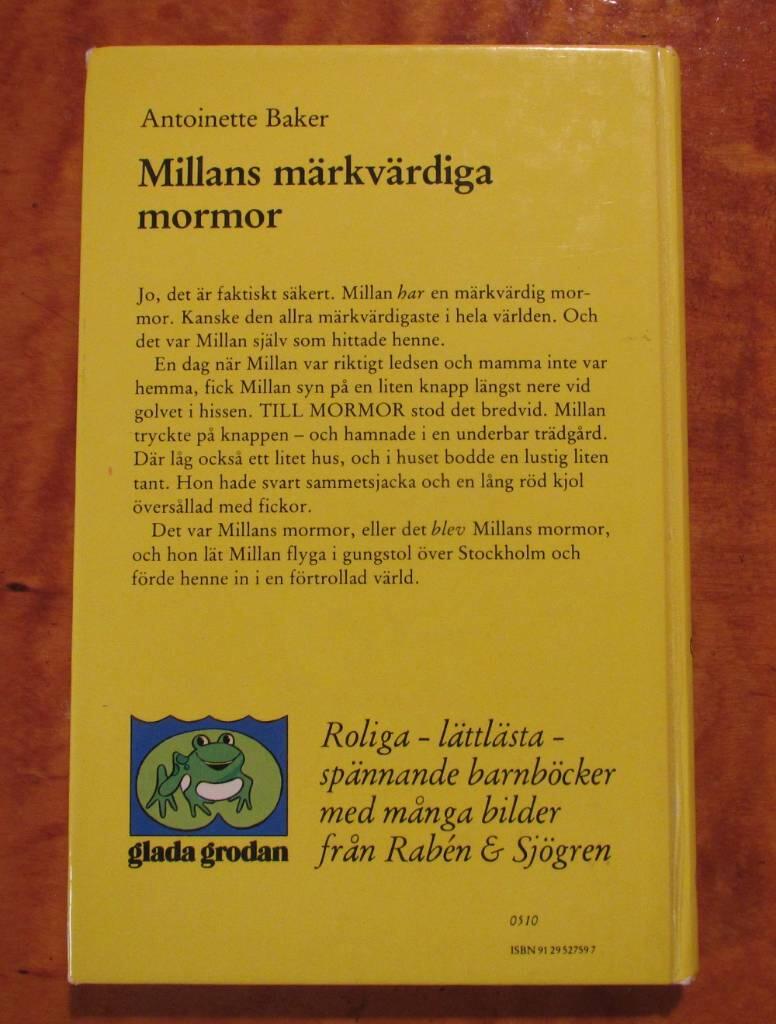 Antoinette Baker
Millans märkvärdiga
mormor
Jo, det är faktiskt säkert. Millan har en märkvärdig mor-
mor. Kanske den allra märkvärdigaste i hela världen. Och
det var Millan själv som hittade henne.
En dag när Millan var riktigt ledsen och mamma inte var
hemma, fick Millan syn på en liten knapp längst nere vid
golvet i hissen. TILL MORMOR stod det bredvid. Millan
tryckte på knappen – och hamnade i en underbar trädgård.
Där låg också ett litet hus, och i huset bodde en lustig liten
tant. Hon hade svart sammetsjacka och en lång röd kjol
översållad med fickor.
Det var Millans mormor, eller det blev Millans mormor,
och hon lät Millan flyga i gungstol över Stockholm och
förde henne in i en förtrollad värld.
Roliga - lättlästa -
spännande barnböcker
med många bilder
från Rabén & Sjögren
glada grodan
0510
ISBN 91 29 52759 7